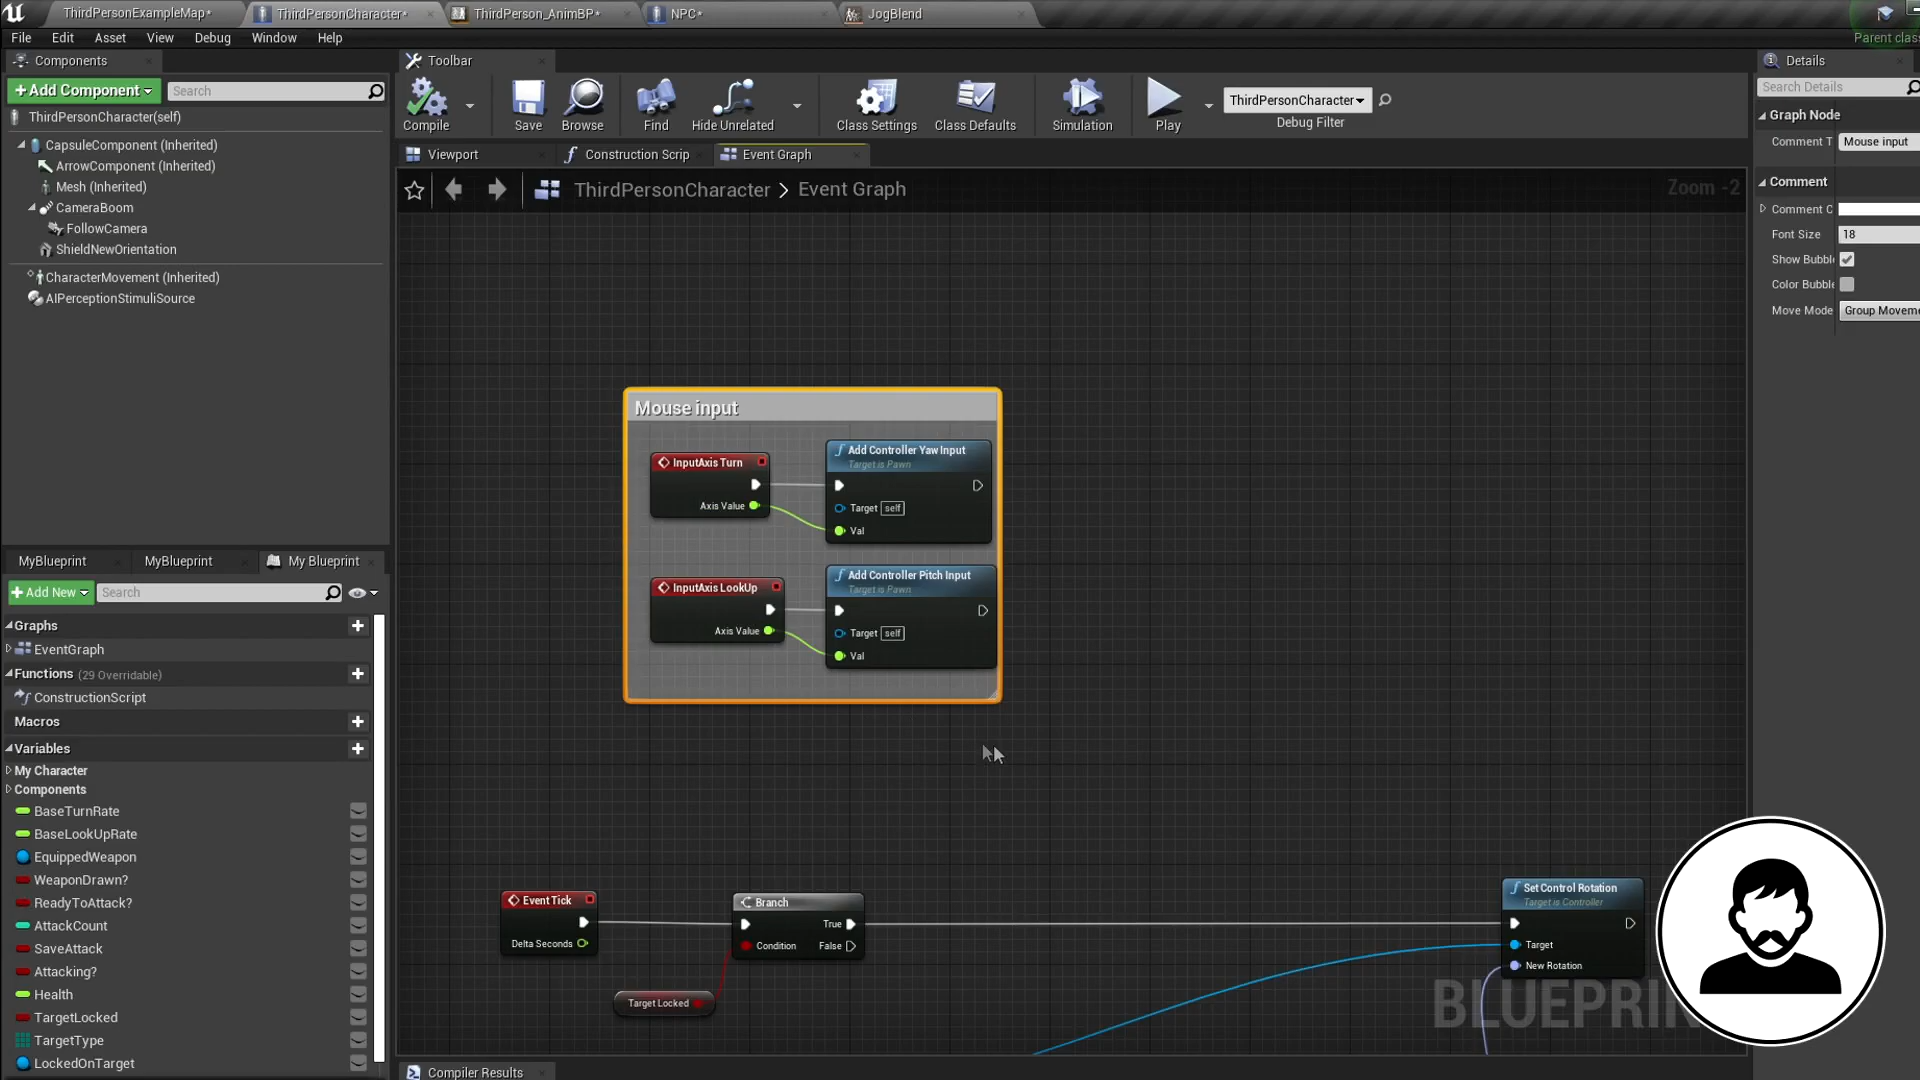 ThirdPersonExampleMap*
ThirdPersonCharacter*
ThirdPerson_AnimBP*
NPC*
JogBlend
File Edit Asset View Debug Window Help
Parent clas
Components
Toolbar
Details
Add Component
Search
Search Details
ThirdPersonCharacter(self)
CapsuleComponent (Inherited)
ArrowComponent (Inherited)
Mesh (Inherited)
CameraBoom
FollowCamera
ShieldNewOrientation
CharacterMovement (Inherited)
AIPerceptionStimuliSource
Compile
Save
Browse
Find
Hide Unrelated
Class Settings
Class Defaults
Simulation
Play
ThirdPersonCharacter
Debug Filter
Viewport
Construction Scrip
Event Graph
ThirdPersonCharacter > Event Graph
Zoom -2
Graph Node
Comment T Mouse input
Comment
Comment C
Font Size 18
Show Bubbl
Color Bubble
Move Mode Group Moveme
Mouse input
InputAxis Turn
Axis Value
Add Controller Yaw Input
Target is Pawn
Target self
Val
InputAxis LookUp
Axis Value
Add Controller Pitch Input
Target is Pawn
Target self
Val
Event Tick
Delta Seconds
Branch
True
Condition False
Target Locked
Set Control Rotation
Target is Controller
Target
New Rotation
BLUEPRIN
MyBlueprint MyBlueprint My Blueprint
Add New
Search
Graphs
EventGraph
Functions (29 Overridable)
ConstructionScript
Macros
Variables
My Character
Components
BaseTurnRate
BaseLookUpRate
EquippedWeapon
WeaponDrawn?
ReadyToAttack?
AttackCount
SaveAttack
Attacking?
Health
TargetLocked
TargetType
LockedOnTarget
Compiler Results